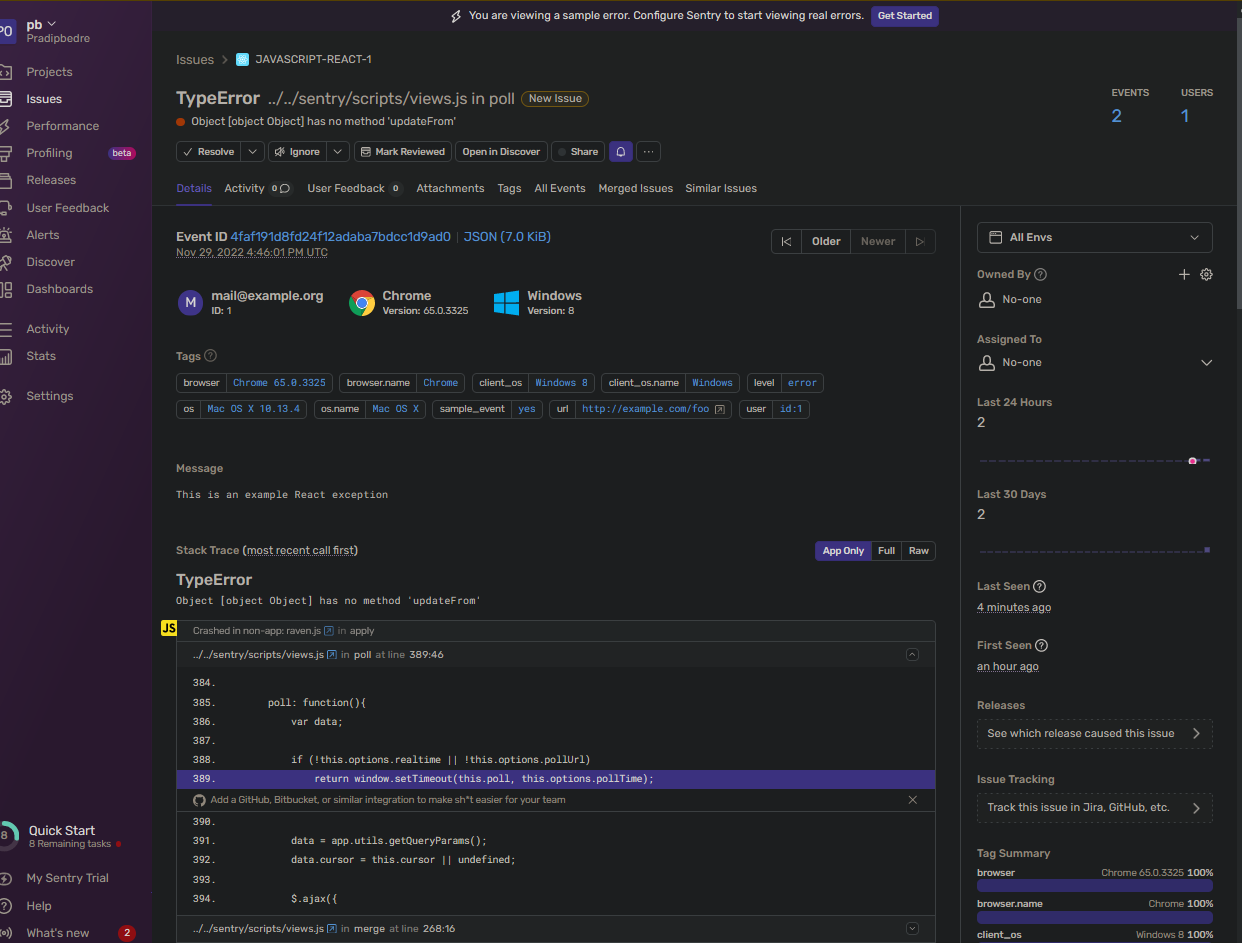 You are viewing a sample error. Configure Sentry to start viewing real errors. Get Started
pb
Pradipbedre
Projects
Issues
Performance
Profiling beta
Releases
User Feedback
Alerts
Discover
Dashboards
Activity
Stats
Settings
8 Quick Start
8 Remaining tasks
My Sentry Trial
Help
What's new 2
Issues > JAVASCRIPT-REACT-1
TypeError ../../sentry/scripts/views.js in poll New Issue
Object [object Object] has no method 'updateFrom'
EVENTS USERS
2 1
Resolve Ignore Mark Reviewed Open in Discover Share ···
Details Activity 0 User Feedback 0 Attachments Tags All Events Merged Issues Similar Issues
Event ID 4faf191d8fd24f12adaba7bdcc1d9ad0 | JSON (7.0 KiB)
Nov 29, 2022 4:46:01 PM UTC
Older Newer
M mail@example.org
ID: 1
Chrome
Version: 65.0.3325
Windows
Version: 8
Tags ?
browser Chrome 65.0.3325 browser.name Chrome client_os Windows 8 client_os.name Windows level error
os Mac OS X 10.13.4 os.name Mac OS X sample_event yes url http://example.com/foo user id:1
Message
This is an example React exception
Stack Trace (most recent call first) App Only Full Raw
TypeError
Object [object Object] has no method 'updateFrom'
JS Crashed in non-app: raven.js in apply
../../sentry/scripts/views.js in poll at line 389:46
384.
385. poll: function(){
386. var data;
387.
388. if (!this.options.realtime || !this.options.pollUrl)
389. return window.setTimeout(this.poll, this.options.pollTime);
Add a GitHub, Bitbucket, or similar integration to make sh*t easier for your team
390.
391. data = app.utils.getQueryParams();
392. data.cursor = this.cursor || undefined;
393.
394. $.ajax({
../../sentry/scripts/views.js in merge at line 268:16
All Envs
Owned By ?
No-one
Assigned To
No-one
Last 24 Hours
2
Last 30 Days
2
Last Seen ?
4 minutes ago
First Seen ?
an hour ago
Releases
See which release caused this issue
Issue Tracking
Track this issue in Jira, GitHub, etc.
Tag Summary
browser Chrome 65.0.3325 100%
browser.name Chrome 100%
client_os Windows 8 100%